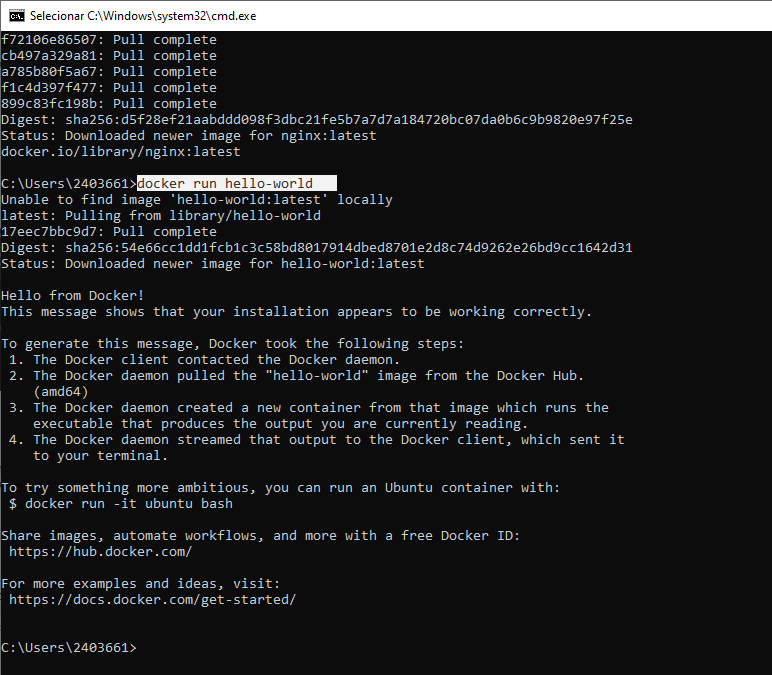 Selecionar C:\Windows\system32\cmd.exe
f72106e86507: Pull complete
cb497a329a81: Pull complete
a785b80f5a67: Pull complete
f1c4d397f477: Pull complete
899c83fc198b: Pull complete
Digest: sha256:d5f28ef21aabddd098f3dbc21fe5b7a7d7a184720bc07da0b6c9b9820e97f25e
Status: Downloaded newer image for nginx:latest
docker.io/library/nginx:latest
C:\Users\2403661>docker run hello-world
Unable to find image 'hello-world:latest' locally
latest: Pulling from library/hello-world
17eec7bbc9d7: Pull complete
Digest: sha256:54e66cc1dd1fcb1c3c58bd8017914dbed8701e2d8c74d9262e26bd9cc1642d31
Status: Downloaded newer image for hello-world:latest
Hello from Docker!
This message shows that your installation appears to be working correctly.
To generate this message, Docker took the following steps:
1. The Docker client contacted the Docker daemon.
2. The Docker daemon pulled the "hello-world" image from the Docker Hub.
(amd64)
3. The Docker daemon created a new container from that image which runs the
executable that produces the output you are currently reading.
4. The Docker daemon streamed that output to the Docker client, which sent it
to your terminal.
To try something more ambitious, you can run an Ubuntu container with:
$ docker run -it ubuntu bash
Share images, automate workflows, and more with a free Docker ID:
https://hub.docker.com/
For more examples and ideas, visit:
https://docs.docker.com/get-started/
C:\Users\2403661>